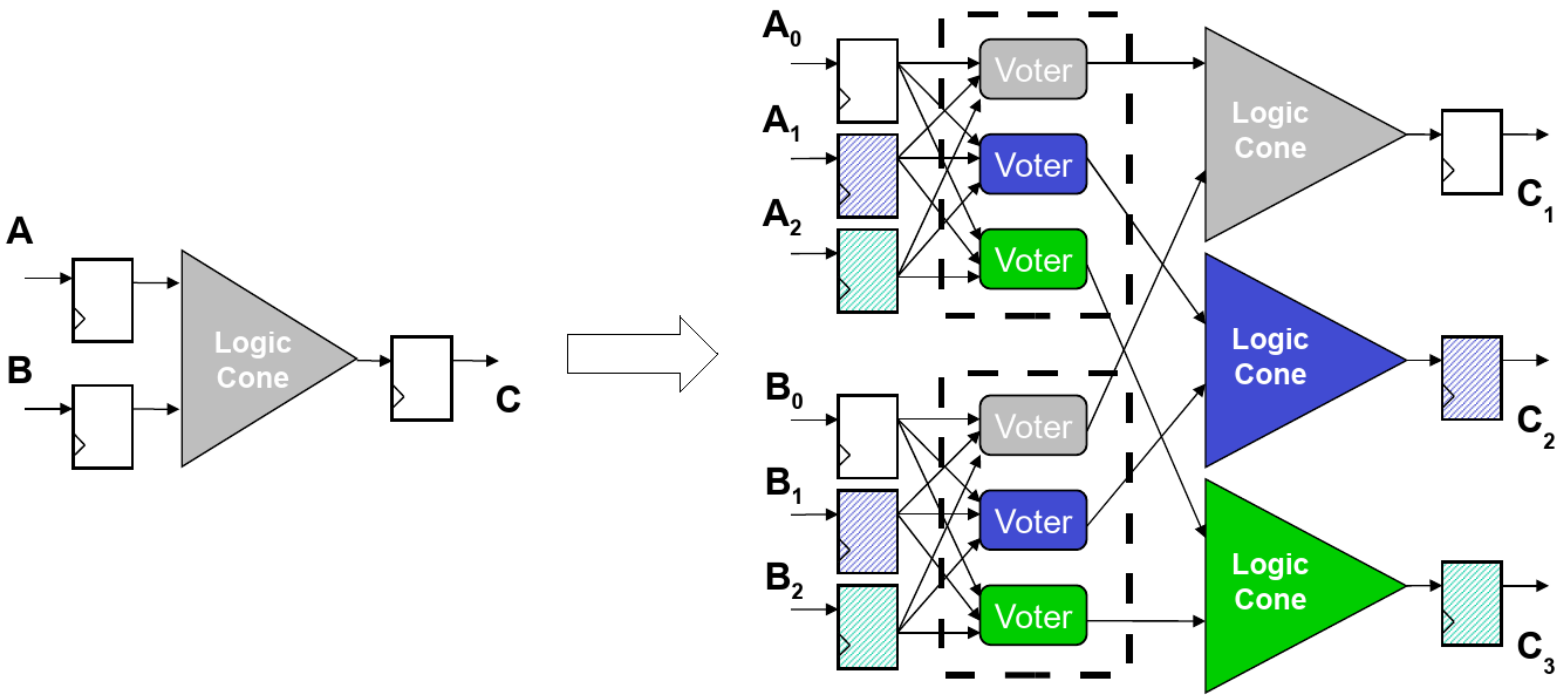 A
B
Logic
Cone
C
A0
A1
A2
Voter
Voter
Voter
B0
B1
B2
Voter
Voter
Voter
Logic
Cone
Logic
Cone
Logic
Cone
C1
C2
C3